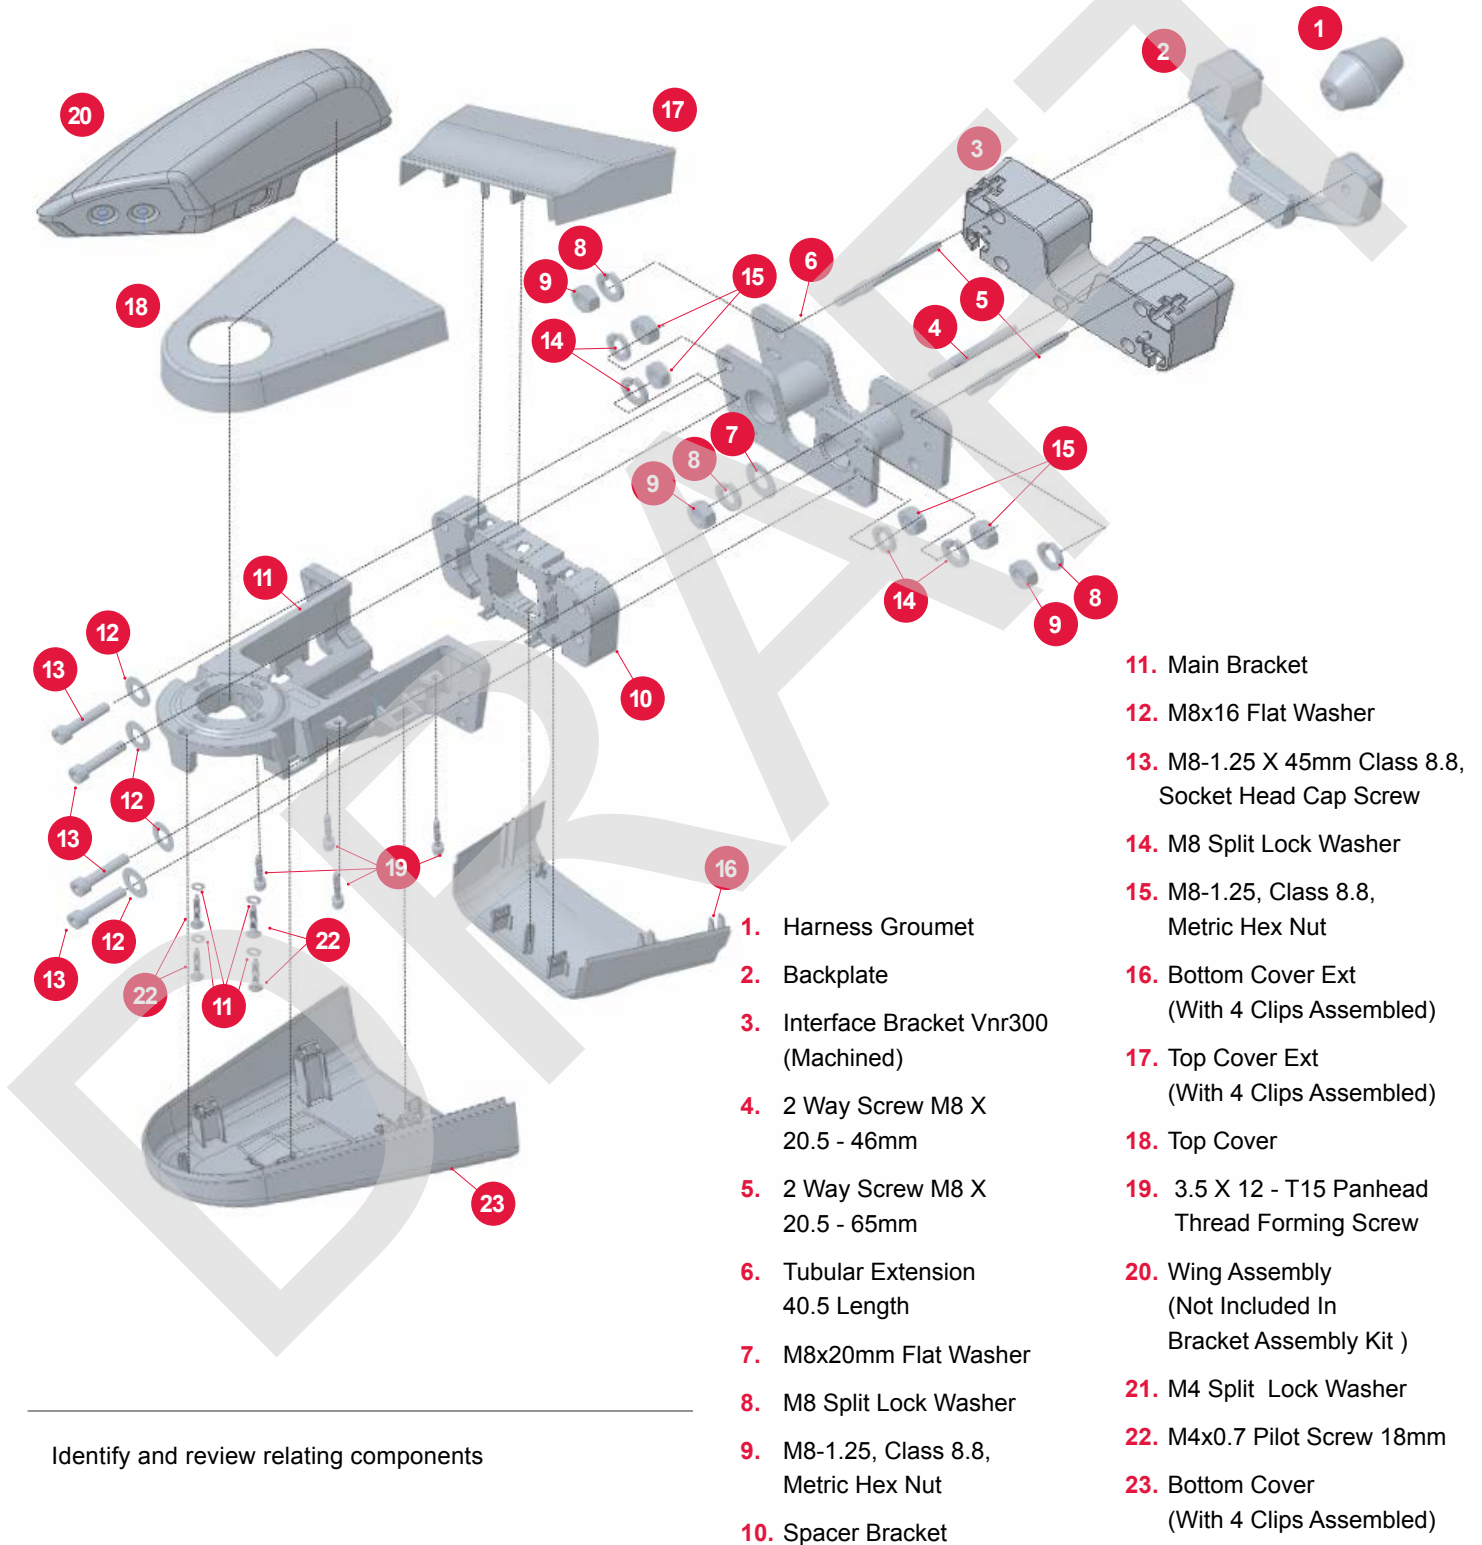 1
2
20
17
3
8
6
15
9
5
18
4
14
7
15
8
9
11
14
8
12
9
13
10
12
13
19
16
12
22
13
22
11
23
DRAFT
1. Harness Groumet
2. Backplate
3. Interface Bracket Vnr300
(Machined)
4. 2 Way Screw M8 X
20.5 - 46mm
5. 2 Way Screw M8 X
20.5 - 65mm
6. Tubular Extension
40.5 Length
7. M8x20mm Flat Washer
8. M8 Split Lock Washer
9. M8-1.25, Class 8.8,
Metric Hex Nut
10. Spacer Bracket
11. Main Bracket
12. M8x16 Flat Washer
13. M8-1.25 X 45mm Class 8.8,
Socket Head Cap Screw
14. M8 Split Lock Washer
15. M8-1.25, Class 8.8,
Metric Hex Nut
16. Bottom Cover Ext
(With 4 Clips Assembled)
17. Top Cover Ext
(With 4 Clips Assembled)
18. Top Cover
19. 3.5 X 12 - T15 Panhead
Thread Forming Screw
20. Wing Assembly
(Not Included In
Bracket Assembly Kit )
21. M4 Split Lock Washer
22. M4x0.7 Pilot Screw 18mm
23. Bottom Cover
(With 4 Clips Assembled)
Identify and review relating components